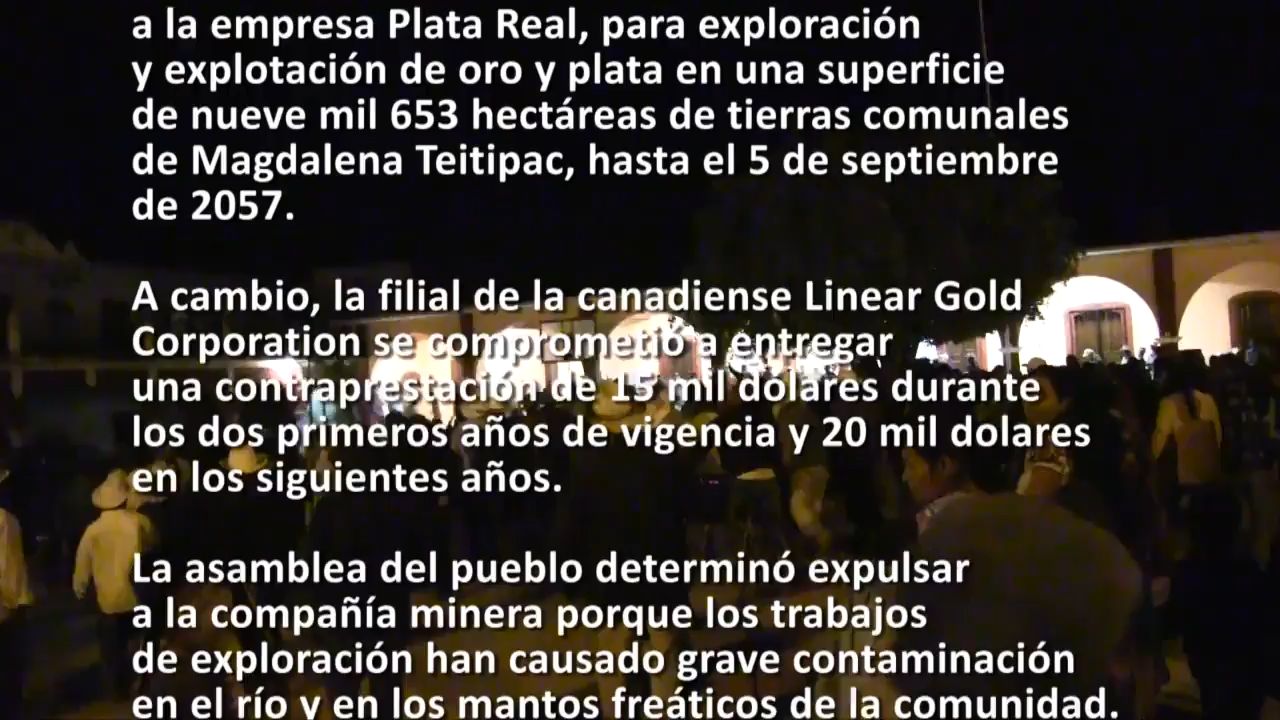 a la empresa Plata Real, para exploración
y explotación de oro y plata en una superficie
de nueve mil 653 hectáreas de tierras comunales
de Magdalena Teitipac, hasta el 5 de septiembre
de 2057.
A cambio, la filial de la canadiense Linear Gold
Corporation se comprometió a entregar
una contraprestación de 15 mil dólares durante
los dos primeros años de vigencia y 20 mil dolares
en los siguientes años.
La asamblea del pueblo determinó expulsar
a la compañía minera porque los trabajos
de exploración han causado grave contaminación
en el río y en los mantos freáticos de la comunidad.